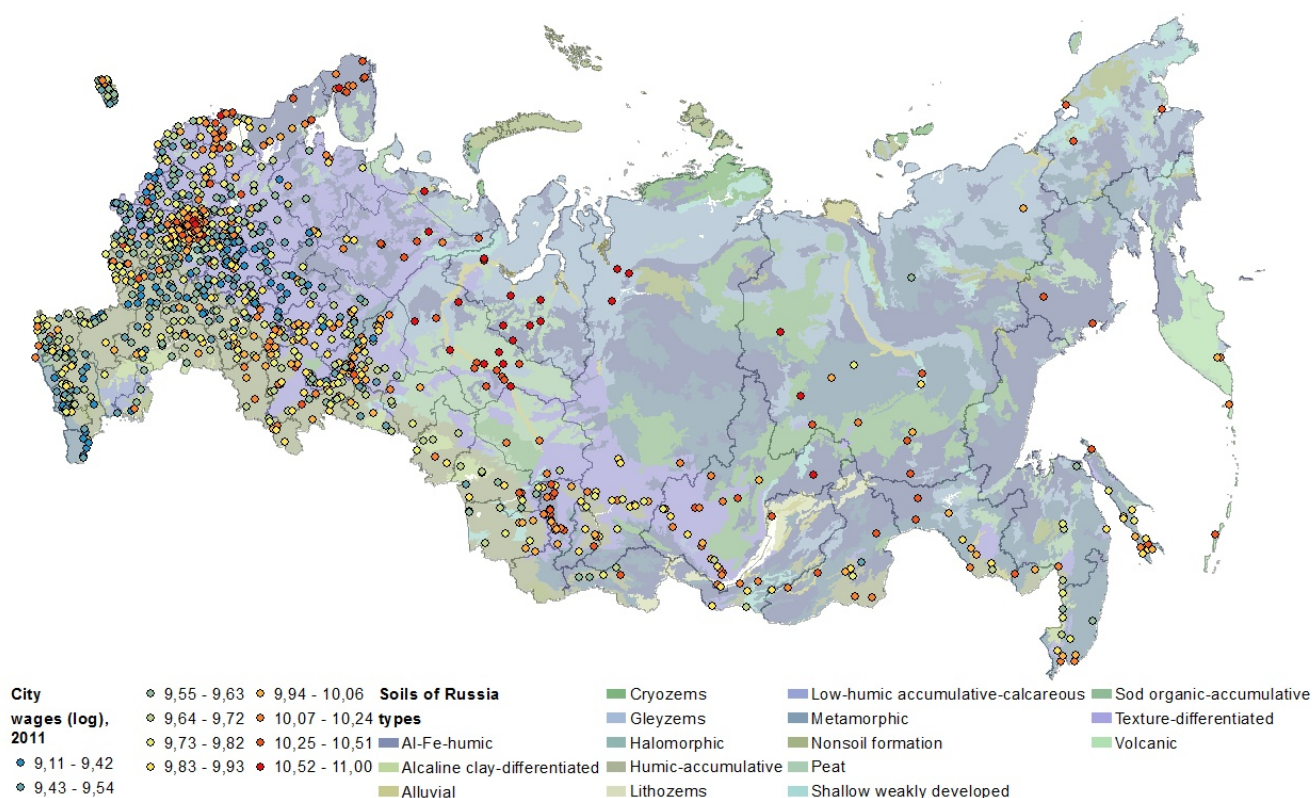 City
wages (log),
2011
9,11 - 9,42
9,43 - 9,54
9,55 - 9,63
9,64 - 9,72
9,73 - 9,82
9,83 - 9,93
9,94 - 10,06
10,07 - 10,24
10,25 - 10,51
10,52 - 11,00
Soils of Russia
types
Al-Fe-humic
Alcaline clay-differentiated
Alluvial
Cryozems
Gleyzems
Halomorphic
Humic-accumulative
Lithozems
Low-humic accumulative-calcareous
Metamorphic
Nonsoil formation
Peat
Shallow weakly developed
Sod organic-accumulative
Texture-differentiated
Volcanic